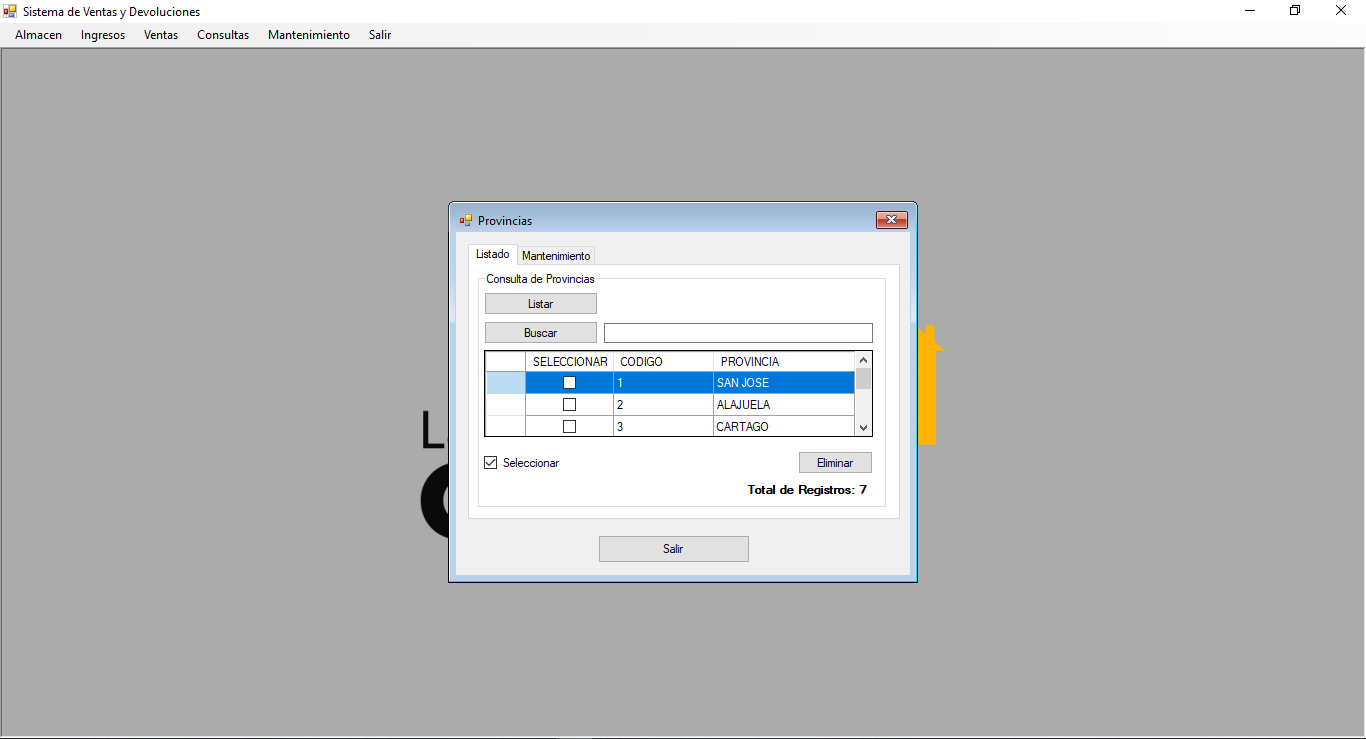 Sistema de Ventas y Devoluciones
Almacen Ingresos Ventas Consultas Mantenimiento Salir
Provincias
Listado Mantenimiento
Consulta de Provincias
Listar
Buscar
SELECCIONAR CODIGO PROVINCIA
1 SAN JOSE
2 ALAJUELA
3 CARTAGO
Seleccionar Eliminar
Total de Registros: 7
Salir